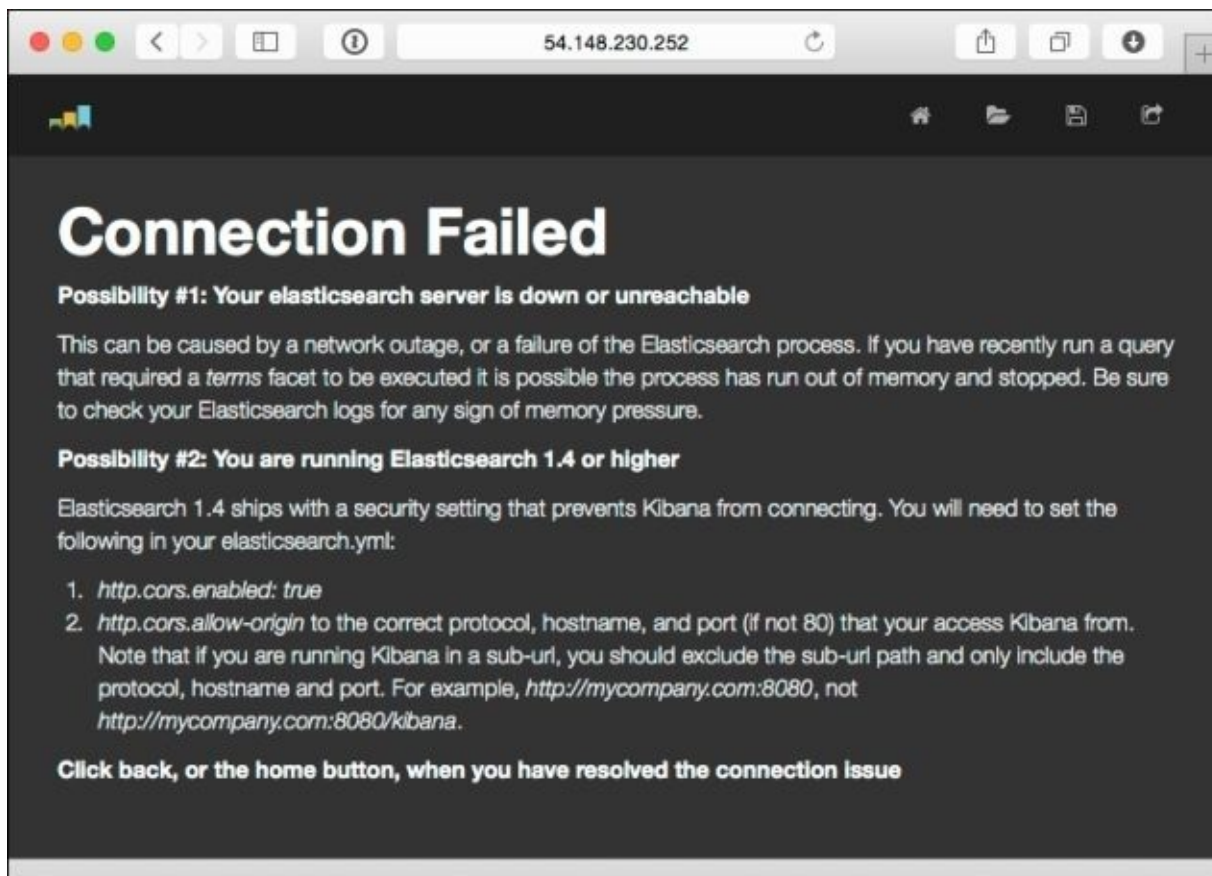 54.148.230.252
Connection Failed
Possibility #1: Your elasticsearch server is down or unreachable
This can be caused by a network outage, or a failure of the Elasticsearch process. If you have recently run a query
that required a terms facet to be executed it is possible the process has run out of memory and stopped. Be sure
to check your Elasticsearch logs for any sign of memory pressure.
Possibility #2: You are running Elasticsearch 1.4 or higher
Elasticsearch 1.4 ships with a security setting that prevents Kibana from connecting. You will need to set the
following in your elasticsearch.yml:
1. http.cors.enabled: true
2. http.cors.allow-origin to the correct protocol, hostname, and port (if not 80) that your access Kibana from.
Note that if you are running Kibana in a sub-url, you should exclude the sub-url path and only include the
protocol, hostname and port. For example, http://mycompany.com:8080, not
http://mycompany.com:8080/kibana.
Click back, or the home button, when you have resolved the connection issue